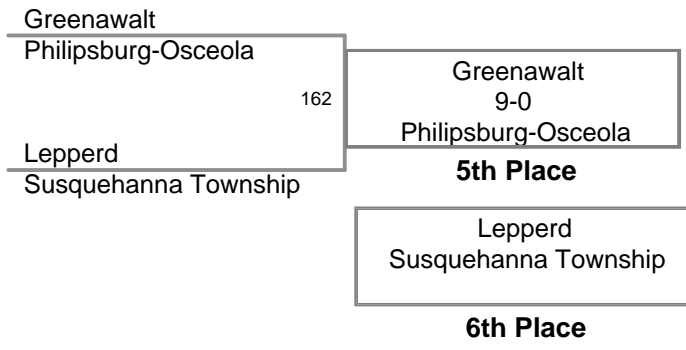 Greenawalt
Philipsburg-Osceola
162
Lepperd
Susquehanna Township
Greenawalt
9-0
Philipsburg-Osceola
5th Place
Lepperd
Susquehanna Township
6th Place